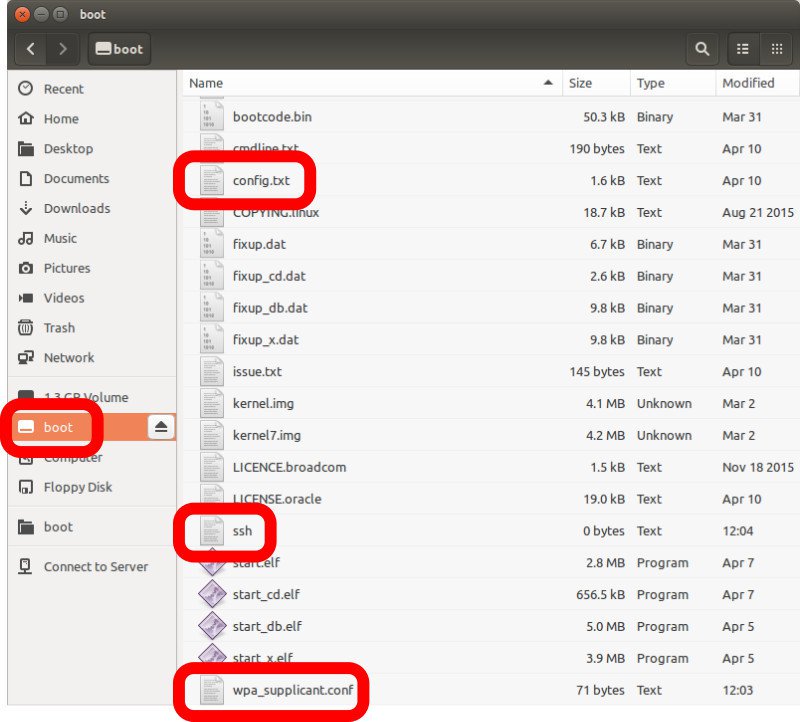 boot
boot
Name Size Type Modified
Recent
Home
Desktop
Documents
Downloads
Music
Pictures
Videos
Trash
Network
1.3 GB Volume
boot
Computer
Floppy Disk
boot
Connect to Server
bootcode.bin 50.3 kB Binary Mar 31
cmdline.txt 190 bytes Text Apr 10
config.txt 1.6 kB Text Apr 10
COPYING.linux 18.7 kB Text Aug 21 2015
fixup.dat 6.7 kB Binary Mar 31
fixup_cd.dat 2.6 kB Binary Mar 31
fixup_db.dat 9.8 kB Binary Mar 31
fixup_x.dat 9.8 kB Binary Mar 31
issue.txt 145 bytes Text Apr 10
kernel.img 4.1 MB Unknown Mar 2
kernel7.img 4.2 MB Unknown Mar 2
LICENCE.broadcom 1.5 kB Text Nov 18 2015
LICENSE.oracle 19.0 kB Text Apr 10
ssh 0 bytes Text 12:04
start.elf 2.8 MB Program Apr 7
start_cd.elf 656.5 kB Program Apr 7
start_db.elf 5.0 MB Program Apr 5
start_x.elf 3.9 MB Program Apr 5
wpa_supplicant.conf 71 bytes Text 12:03